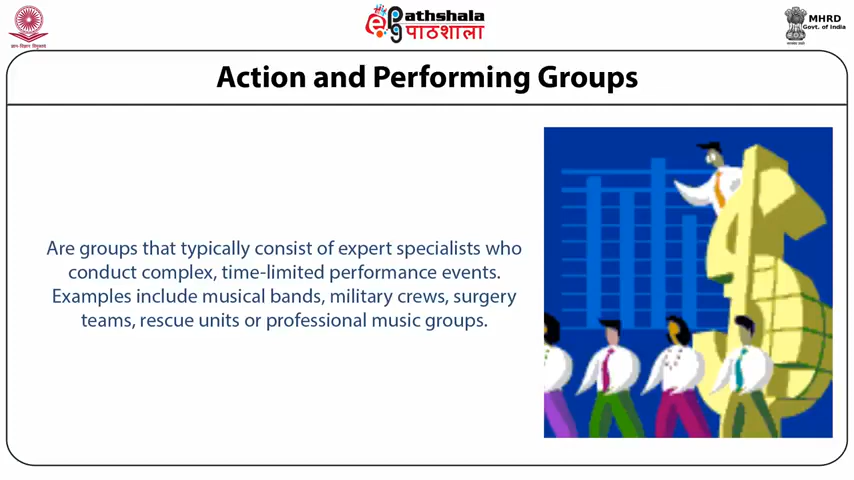 Pathshala
पाठशाला
MHRD
Govt. of India
Action and Performing Groups
Are groups that typically consist of expert specialists who
conduct complex, time-limited performance events.
Examples include musical bands, military crews, surgery
teams, rescue units or professional music groups.